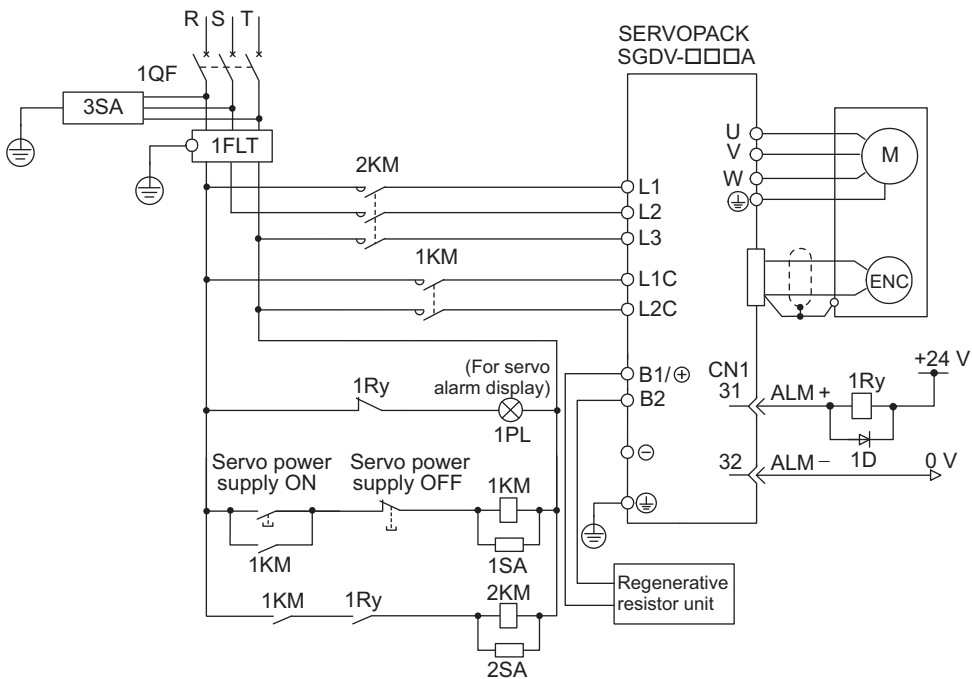 R S T
SERVOPACK
SGDV-□□□A
1QF
3SA
1FLT
U
V
W
M
2KM
L1
L2
L3
1KM
L1C
L2C
ENC
(For servo
alarm display)
1Ry
1PL
B1/⊕
B2
CN1
31
ALM +
1Ry
+24 V
1D
⊖
32
ALM −
0 V
Servo power
supply ON
Servo power
supply OFF
1KM
1KM
1SA
1KM
1Ry
2KM
2SA
Regenerative
resistor unit